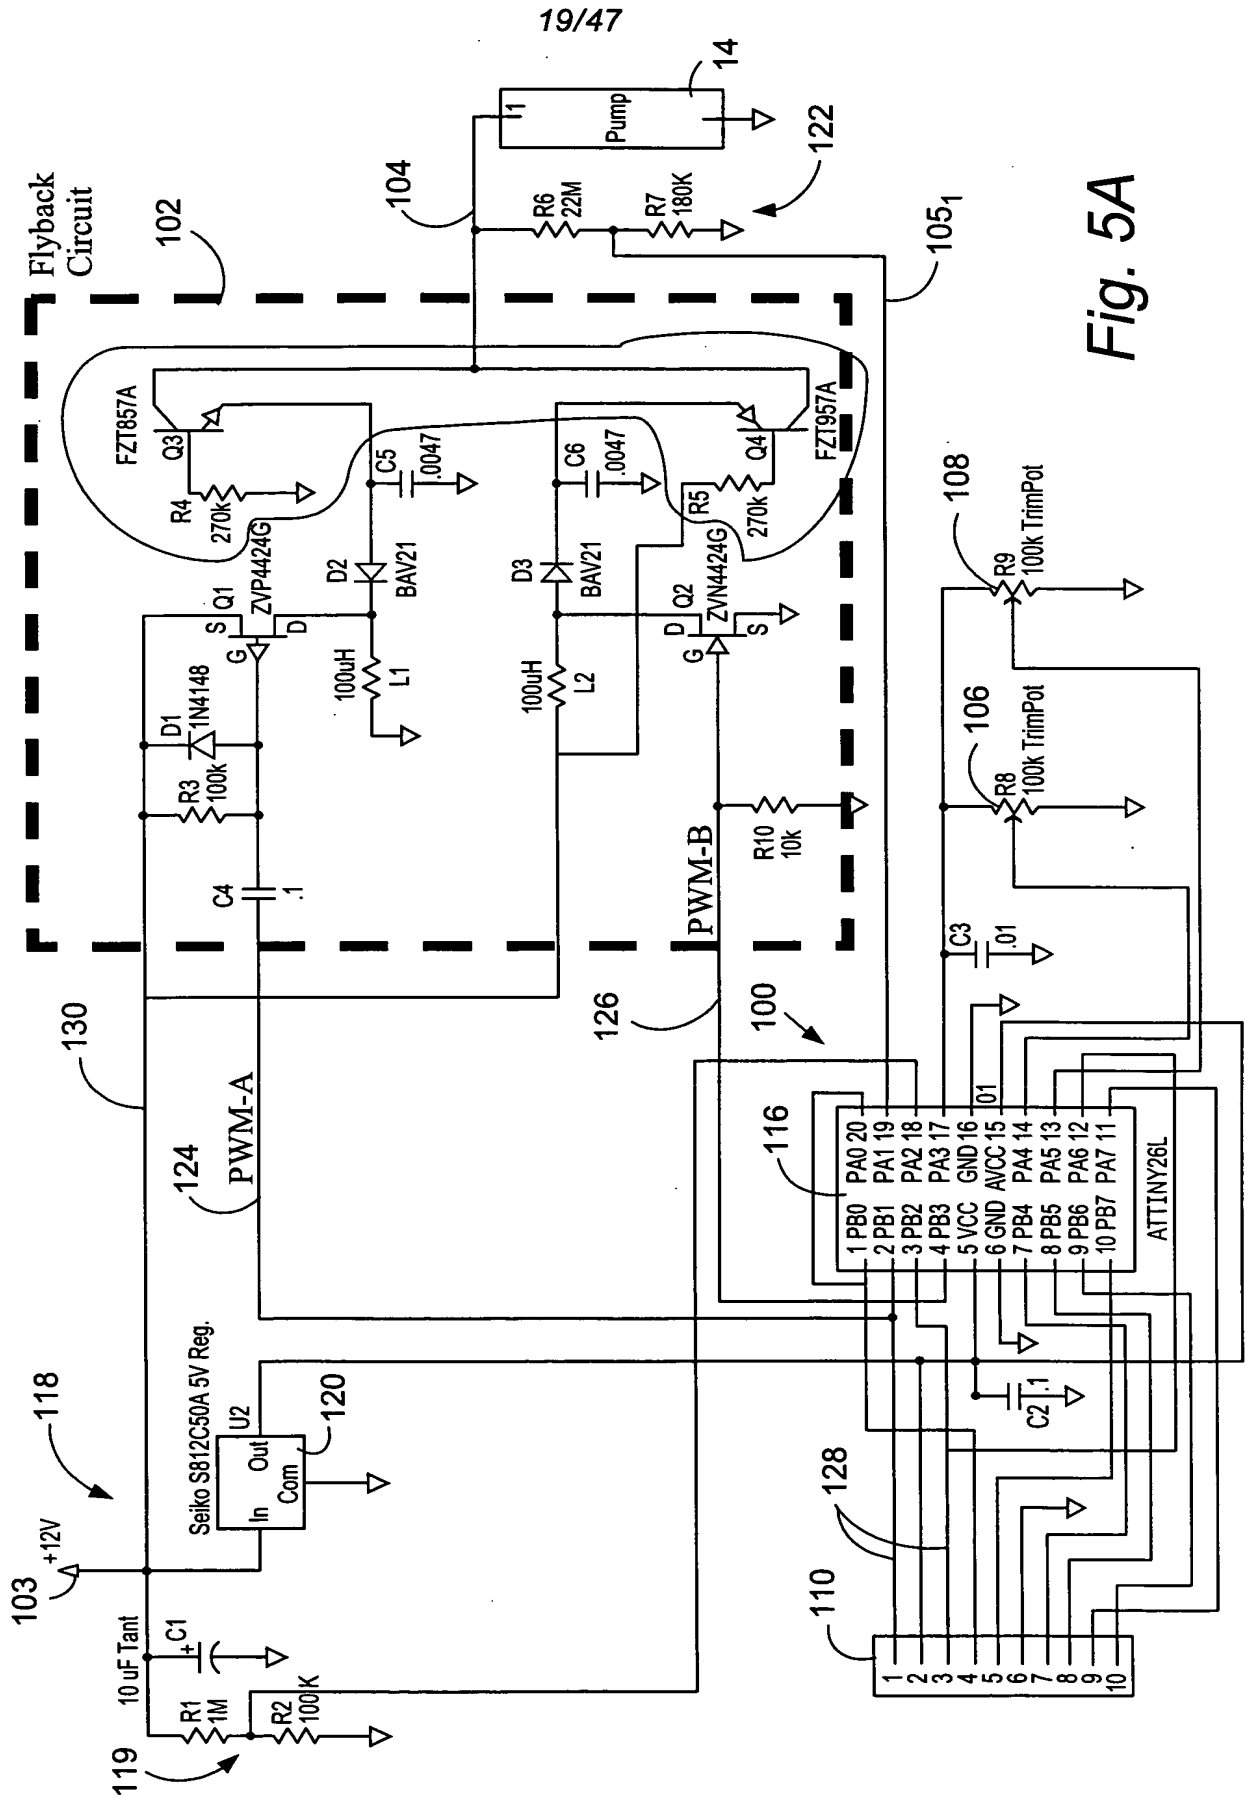 19/47
Flyback
Circuit
102
104
14
Pump
1
122
R6
22M
R7
180K
105₁
Fig. 5A
FZT857A
Q3
R4
270k
C5
.0047
D2
BAV21
Q1
ZVP4424G
S
G
D
D1
1N4148
R3
100k
C4
.1
100uH
L1
C6
.0047
D3
BAV21
100uH
L2
R5
270k
Q4
FZT957A
Q2
ZVN4424G
D
G
S
PWM-B
R10
10k
126
100
130
PWM-A
124
108
R9
100k TrimPot
106
R8
100k TrimPot
C3
.01
01
116
1 PB0 PA0 20
2 PB1 PA1 19
3 PB2 PA2 18
4 PB3 PA3 17
5 VCC GND 16
6 GND AVCC 15
7 PB4 PA4 14
8 PB5 PA5 13
9 PB6 PA6 12
10 PB7 PA7 11
ATTINY26L
118
103
+12V
Seiko S812C50A 5V Reg.
U2
In
Out
Com
120
10 uF Tant
+
C1
R1
1M
R2
100K
119
C2
.1
128
110
1
2
3
4
5
6
7
8
9
10